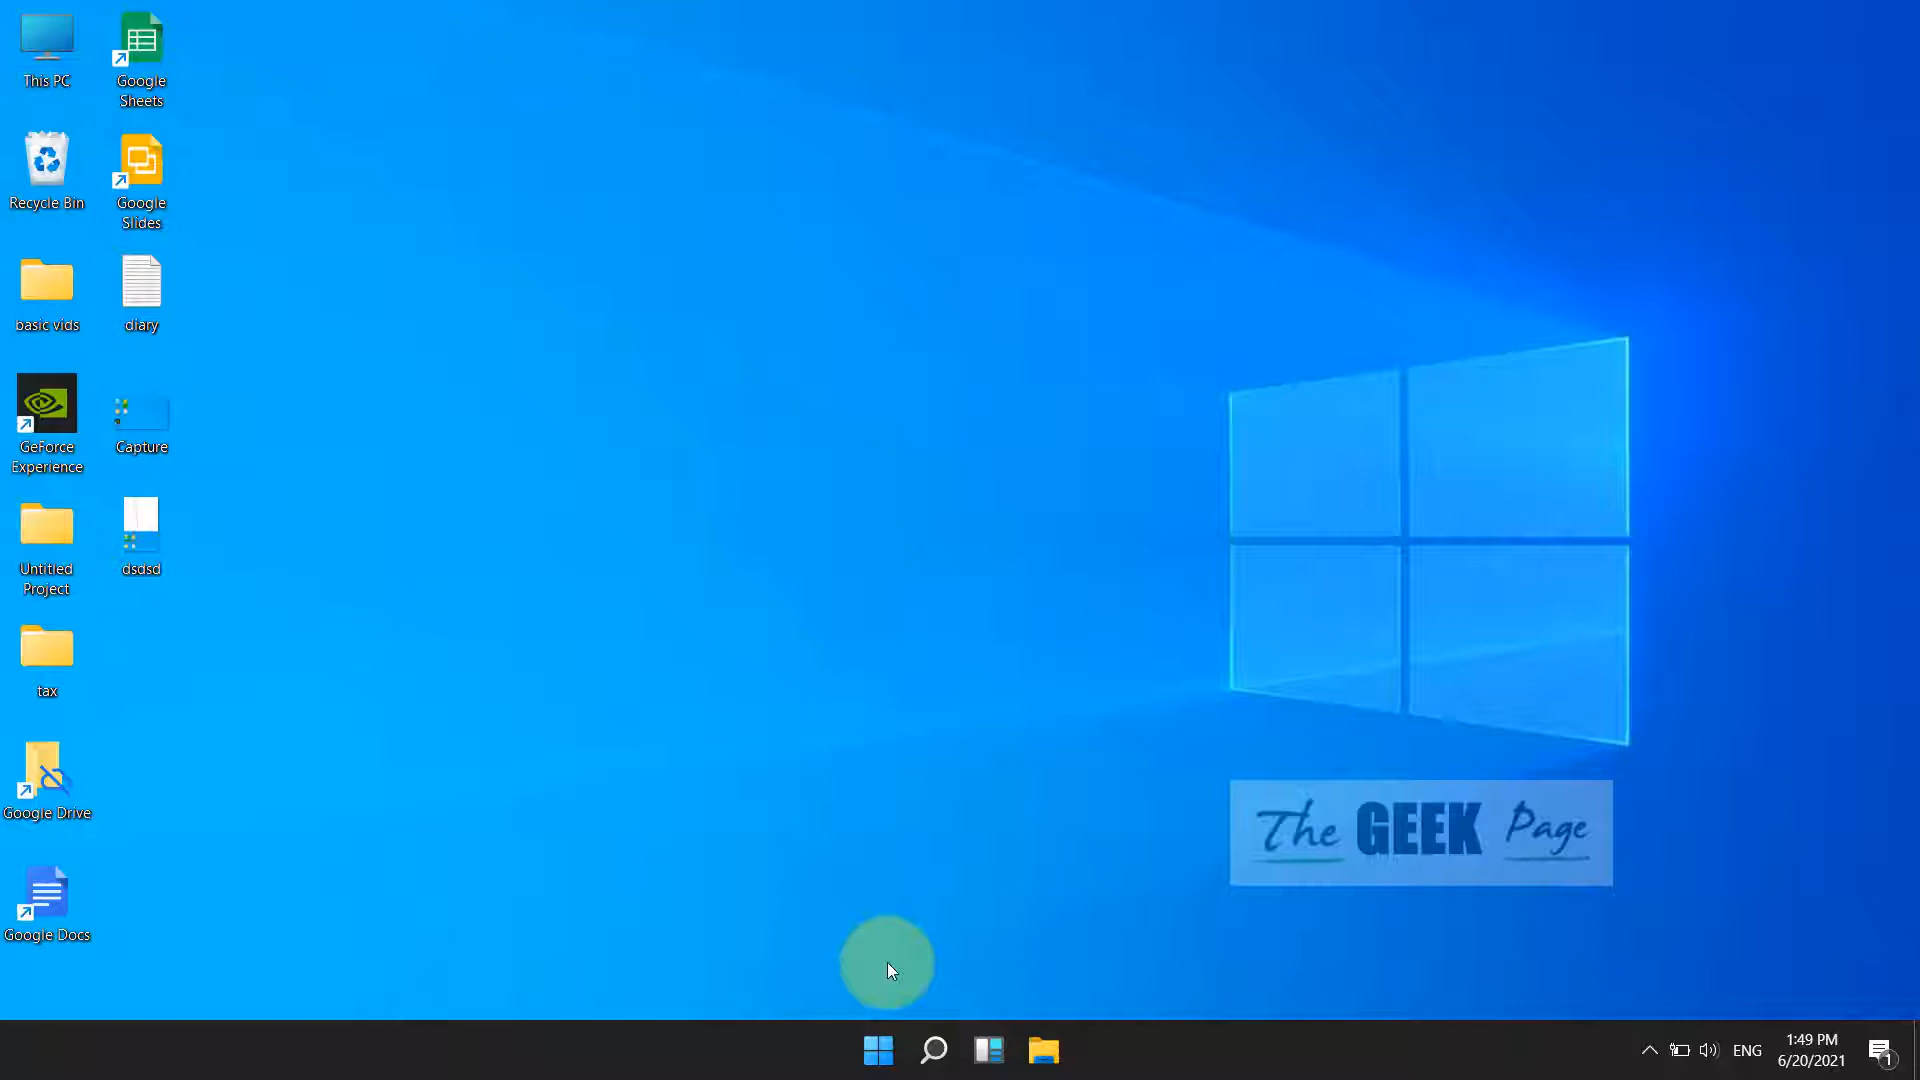 This PC
Google
Sheets
Recycle Bin
Google
Slides
basic vids
diary
GeForce
Experience
Capture
Untitled
Project
dsdsd
tax
Google Drive
Google Docs
The GEEK Page
ENG
1:49 PM
6/20/2021
1